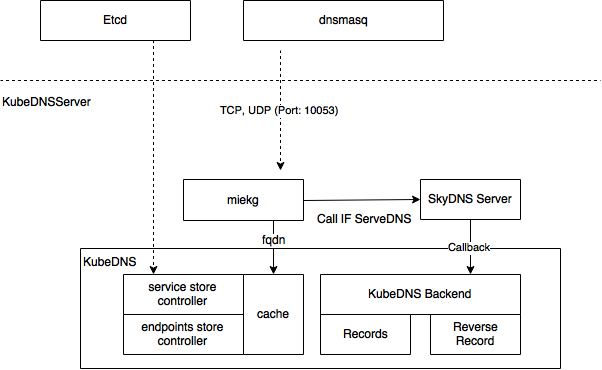 Etcd
dnsmasq
KubeDNSServer
TCP, UDP (Port: 10053)
miekg
SkyDNS Server
Call IF ServeDNS
fqdn
Callback
KubeDNS
service store
controller
endpoints store
controller
cache
KubeDNS Backend
Records
Reverse
Record